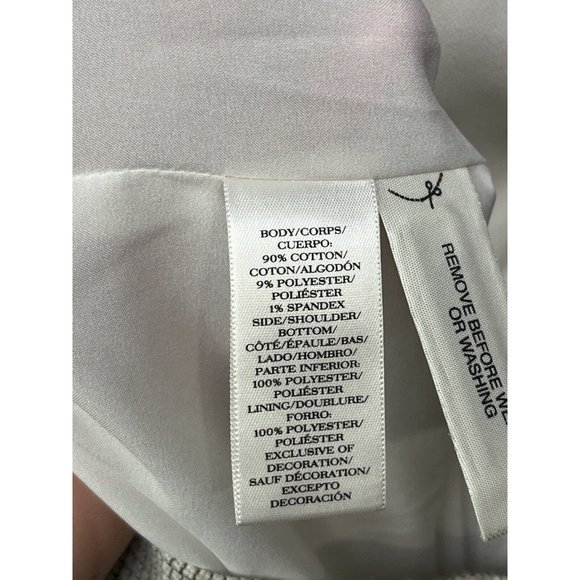 BODY/CORPS/
CUERPO:
90% COTTON/
COTON/ALGODÓN
9% POLYESTER/
POLIÉSTER
1% SPANDEX
SIDE/SHOULDER/
BOTTOM/
CÔTÉ/ÉPAULE/BAS/
LADO/HOMBRO/
PARTE INFERIOR:
100% POLYESTER/
POLIÉSTER
LINING/DOUBLURE/
FORRO:
100% POLYESTER/
POLIÉSTER
EXCLUSIVE OF
DECORATION/
SAUF DÉCORATION/
EXCEPTO
DECORACIÓN
REMOVE BEFORE WE
OR WASHING